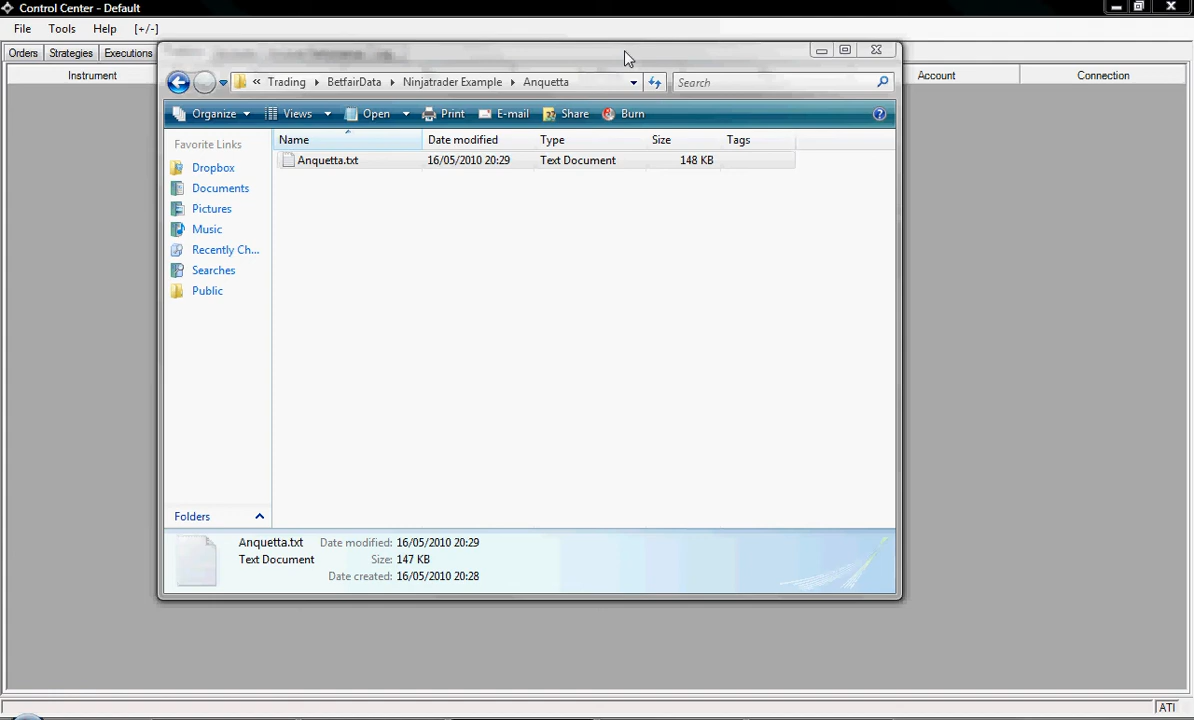 Control Center - Default
File Tools Help [+/-]
Orders Strategies Executions
Instrument Account Connection
« Trading BetfairData Ninjatrader Example Anquetta Search
Organize Views Open Print E-mail Share Burn
Favorite Links
Name Date modified Type Size Tags
Anquetta.txt 16/05/2010 20:29 Text Document 148 KB
Dropbox
Documents
Pictures
Music
Recently Ch...
Searches
Public
Folders
Anquetta.txt Date modified: 16/05/2010 20:29
Text Document Size: 147 KB
Date created: 16/05/2010 20:28
ATI